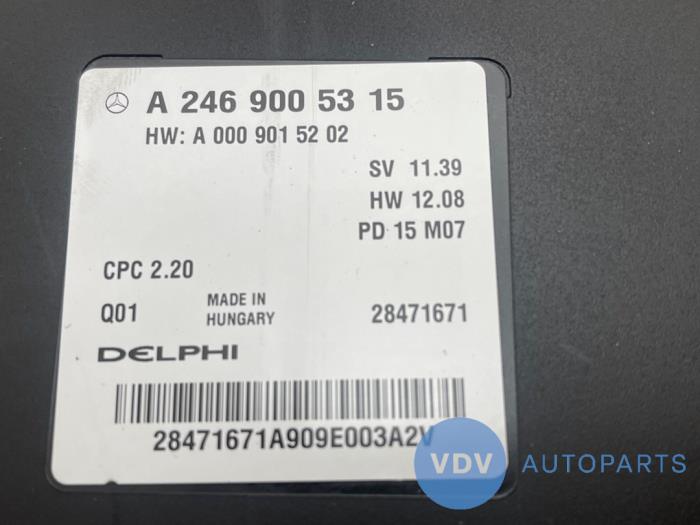 A 246 900 53 15
HW: A 000 901 52 02
SV 11.39
HW 12.08
PD 15 M07
CPC 2.20
Q01
MADE IN
HUNGARY
28471671
DELPHI
28471671A909E003A2V
VDV AUTOPARTS